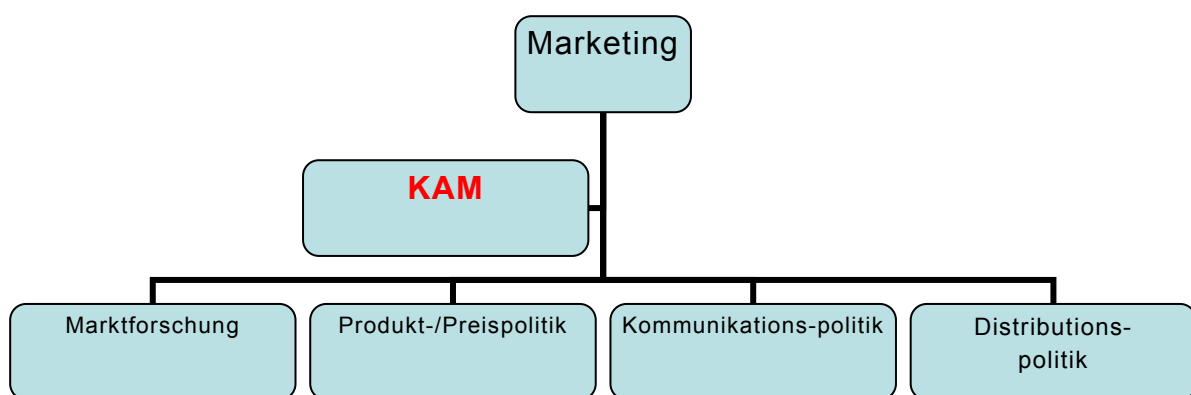 Marketing
KAM
Marktforschung
Produkt-/Preispolitik
Kommunikations-politik
Distributions-
politik